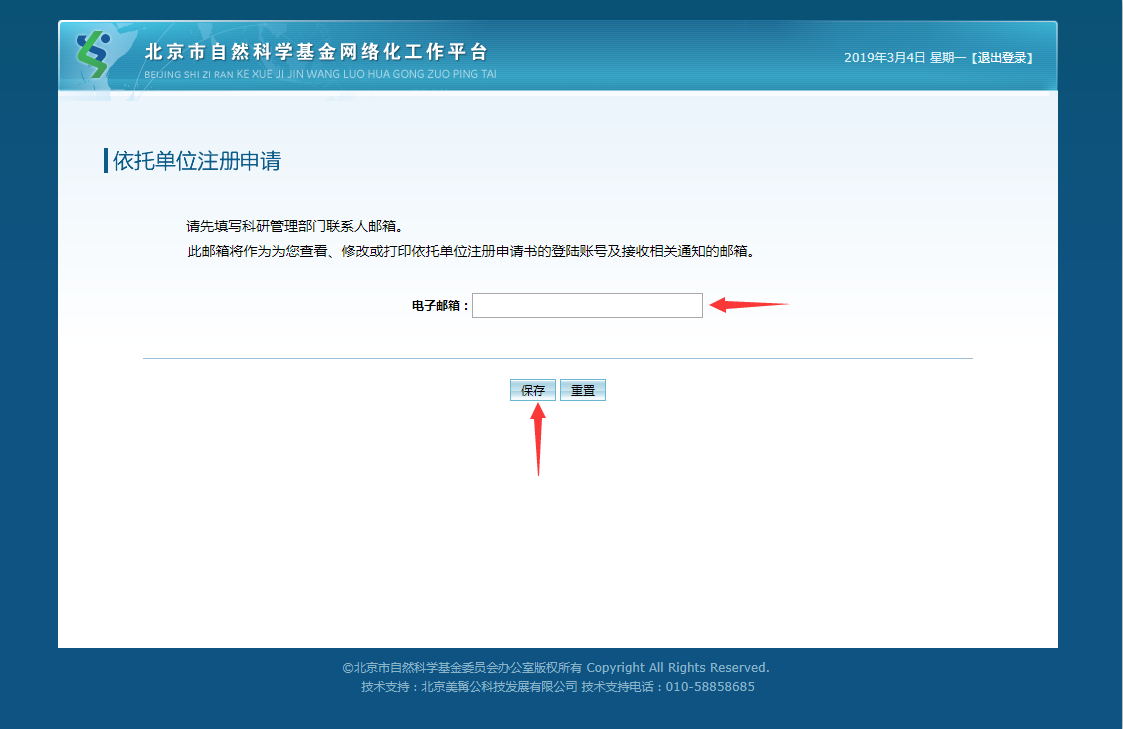 北京市自然科学基金网络化工作平台
BEIJING SHI ZI RAN KE XUE JI JIN WANG LUO HUA GONG ZUO PING TAI
2019年3月4日 星期一 【退出登录】
依托单位注册申请
请先填写科研管理部门联系人邮箱。
此邮箱将作为为您查看、修改或打印依托单位注册申请书的登陆账号及接收相关通知的邮箱。
电子邮箱：
保存 重置
©北京市自然科学基金委员会办公室版权所有 Copyright All Rights Reserved.
技术支持：北京美髯公科技发展有限公司 技术支持电话：010-58858685